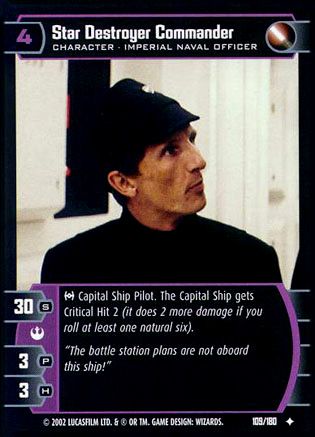 4 Star Destroyer Commander
CHARACTER · IMPERIAL NAVAL OFFICER
30 S
Capital Ship Pilot. The Capital Ship gets
Critical Hit 2 (it does 2 more damage if you
roll at least one natural six).
3 P
"The battle station plans are not aboard
this ship!"
3 H
© 2002 LUCASFILM LTD. & ® OR TM. GAME DESIGN: WIZARDS. 109/180